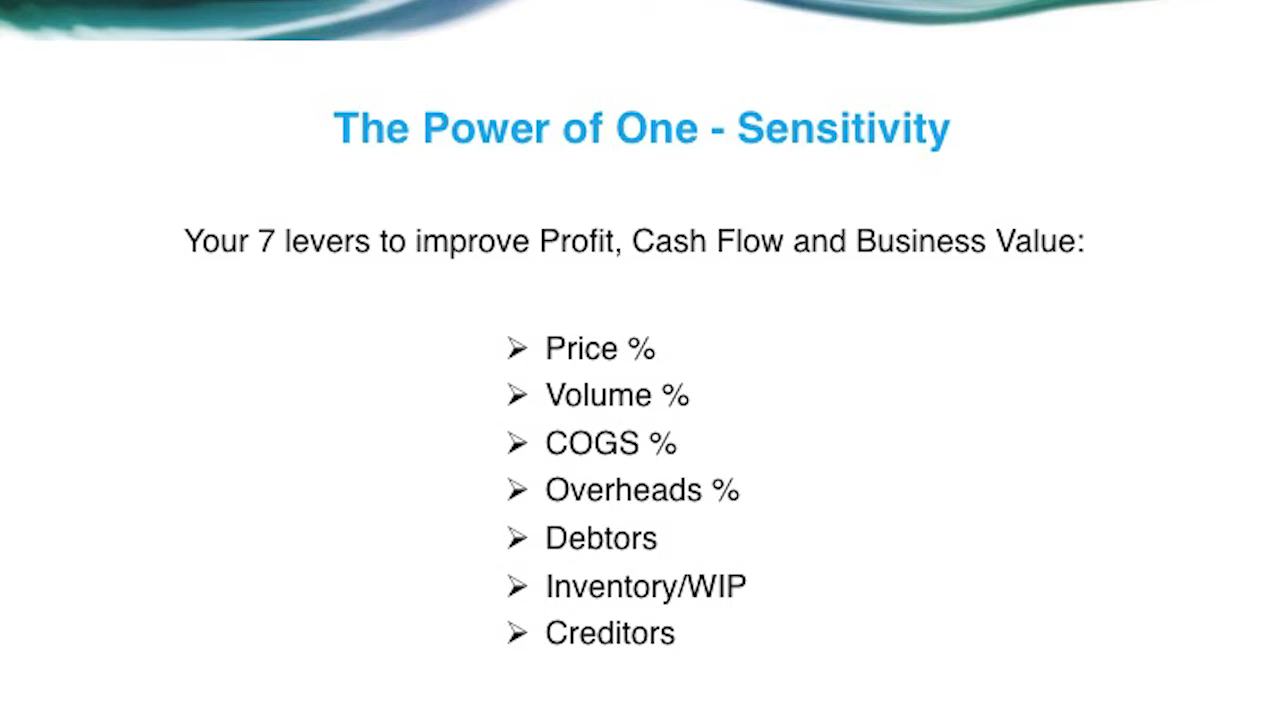 The Power of One - Sensitivity
Your 7 levers to improve Profit, Cash Flow and Business Value:
➢ Price %
➢ Volume %
➢ COGS %
➢ Overheads %
➢ Debtors
➢ Inventory/WIP
➢ Creditors